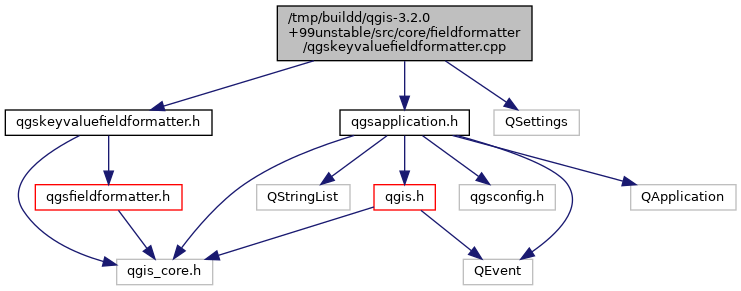 /tmp/buildd/qgis-3.2.0
+99unstable/src/core/fieldformatter
/qgskeyvaluefieldformatter.cpp
qgskeyvaluefieldformatter.h
qgsapplication.h
QSettings
qgsfieldformatter.h
QStringList
qgis.h
qgsconfig.h
QApplication
qgis_core.h
QEvent